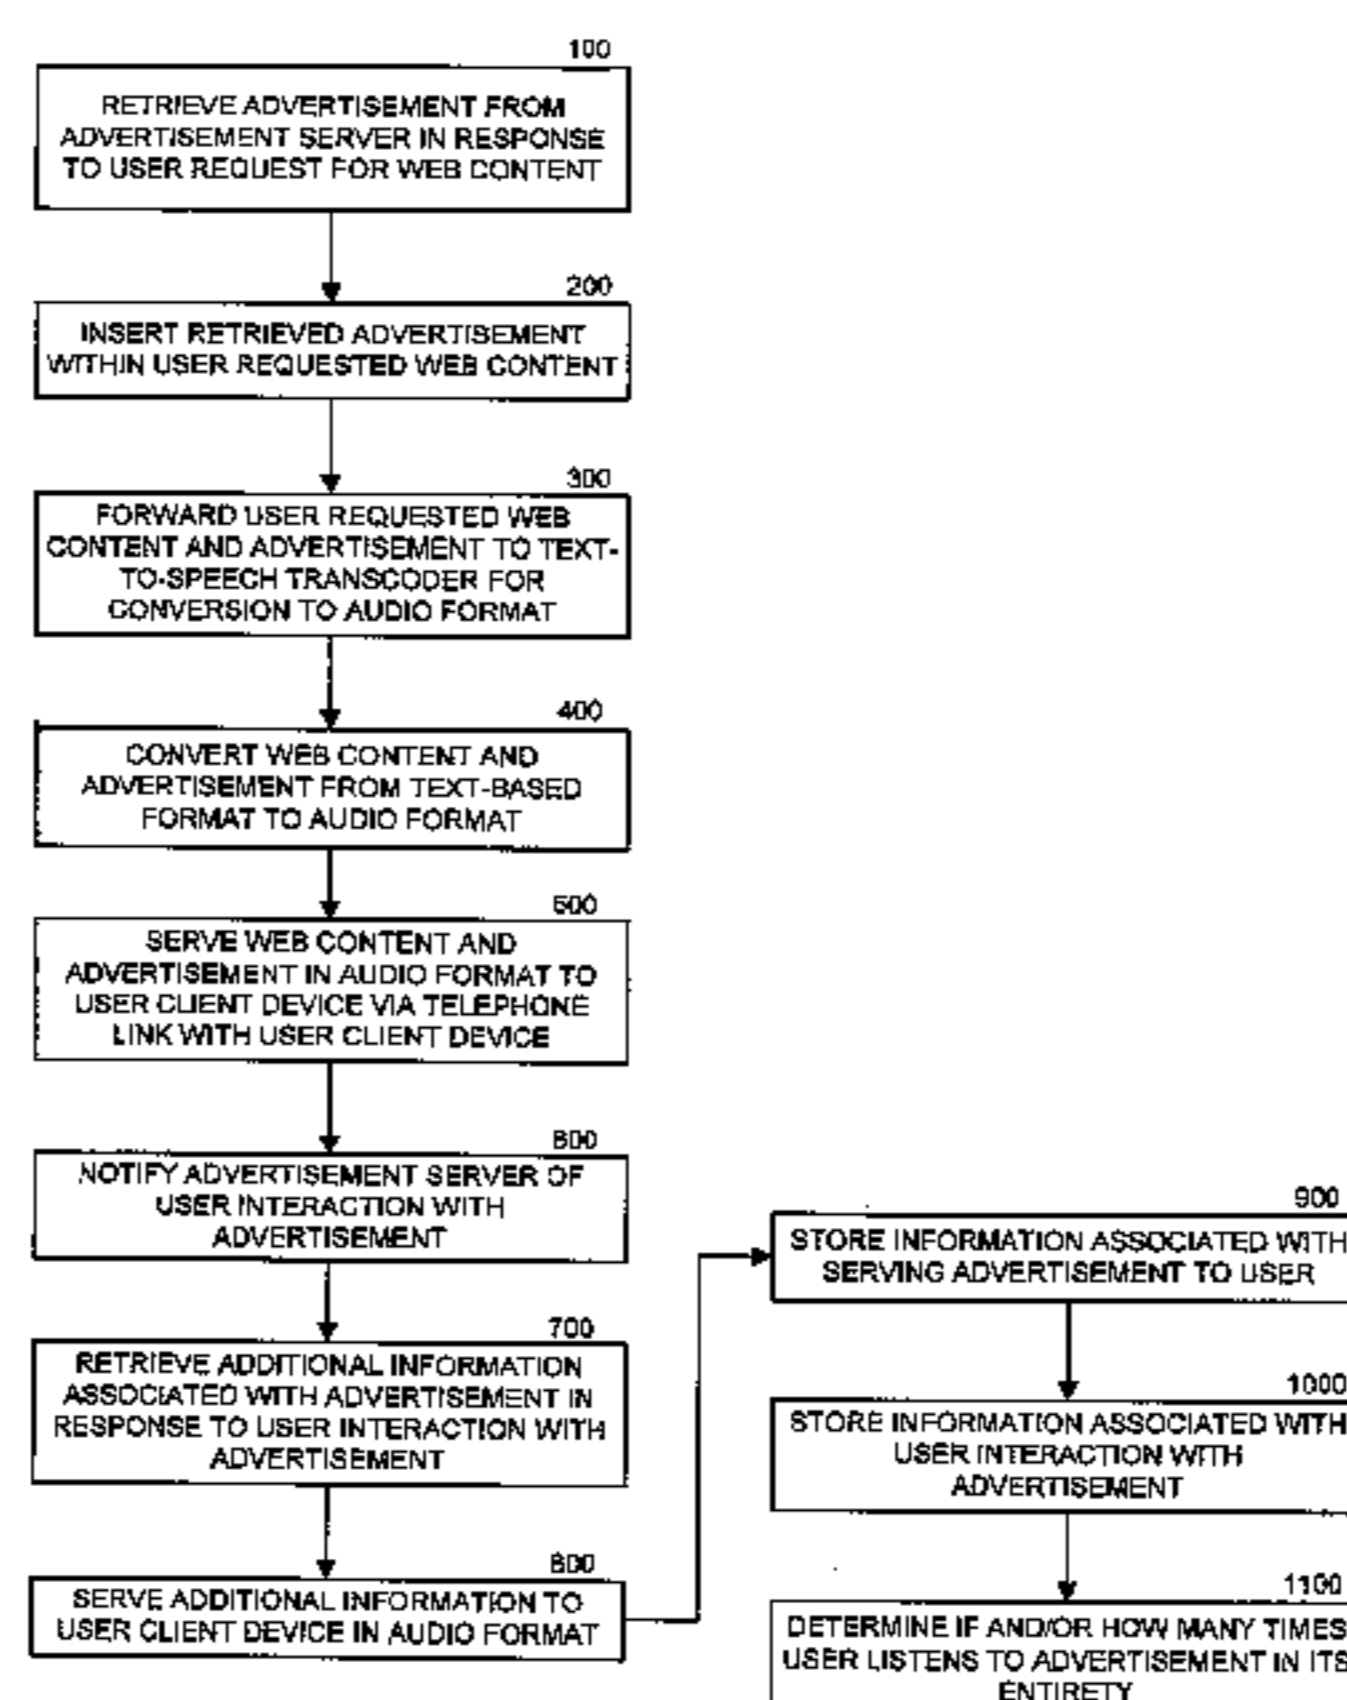 100
RETRIEVE ADVERTISEMENT FROM
ADVERTISEMENT SERVER IN RESPONSE
TO USER REQUEST FOR WEB CONTENT
200
INSERT RETRIEVED ADVERTISEMENT
WITHIN USER REQUESTED WEB CONTENT
300
FORWARD USER REQUESTED WEB
CONTENT AND ADVERTISEMENT TO TEXT-
TO-SPEECH TRANSCODER FOR
CONVERSION TO AUDIO FORMAT
400
CONVERT WEB CONTENT AND
ADVERTISEMENT FROM TEXT-BASED
FORMAT TO AUDIO FORMAT
500
SERVE WEB CONTENT AND
ADVERTISEMENT IN AUDIO FORMAT TO
USER CLIENT DEVICE VIA TELEPHONE
LINK WITH USER CLIENT DEVICE
600
NOTIFY ADVERTISEMENT SERVER OF
USER INTERACTION WITH
ADVERTISEMENT
700
RETRIEVE ADDITIONAL INFORMATION
ASSOCIATED WITH ADVERTISEMENT IN
RESPONSE TO USER INTERACTION WITH
ADVERTISEMENT
800
SERVE ADDITIONAL INFORMATION TO
USER CLIENT DEVICE IN AUDIO FORMAT
900
STORE INFORMATION ASSOCIATED WITH
SERVING ADVERTISEMENT TO USER
1000
STORE INFORMATION ASSOCIATED WITH
USER INTERACTION WITH
ADVERTISEMENT
1100
DETERMINE IF AND/OR HOW MANY TIMES
USER LISTENS TO ADVERTISEMENT IN ITS
ENTIRETY